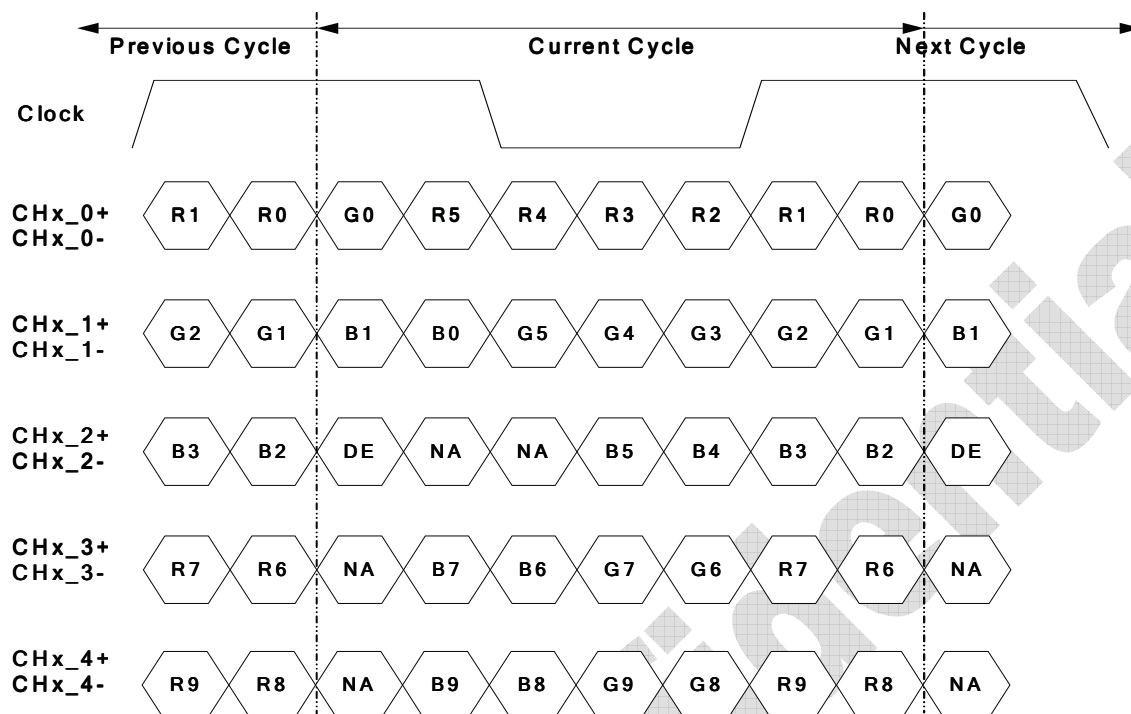 Previous Cycle Current Cycle Next Cycle
Clock
CHx_0+ R1 R0 G0 R5 R4 R3 R2 R1 R0 G0
CHx_0-
CHx_1+ G2 G1 B1 B0 G5 G4 G3 G2 G1 B1
CHx_1-
CHx_2+ B3 B2 DE NA NA B5 B4 B3 B2 DE
CHx_2-
CHx_3+ R7 R6 NA B7 B6 G7 G6 R7 R6 NA
CHx_3-
CHx_4+ R9 R8 NA B9 B8 G9 G8 R9 R8 NA
CHx_4-